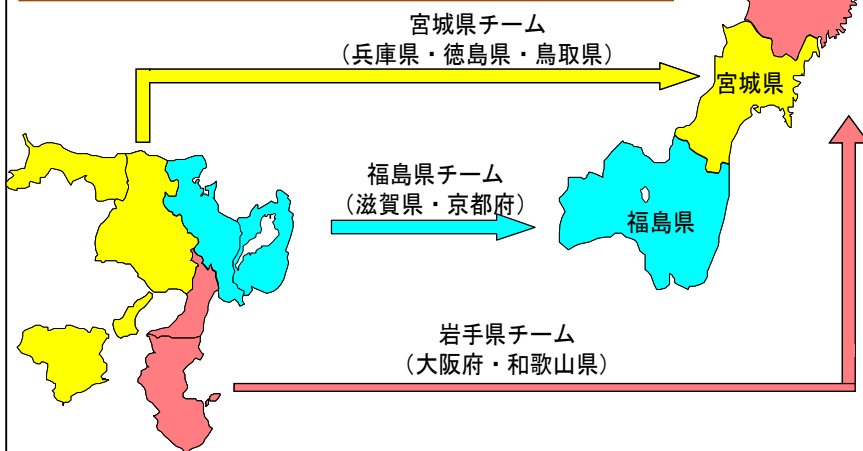 宮城県チーム
（兵庫県・徳島県・鳥取県）
宮城県
福島県チーム
（滋賀県・京都府）
福島県
岩手県チーム
（大阪府・和歌山県）